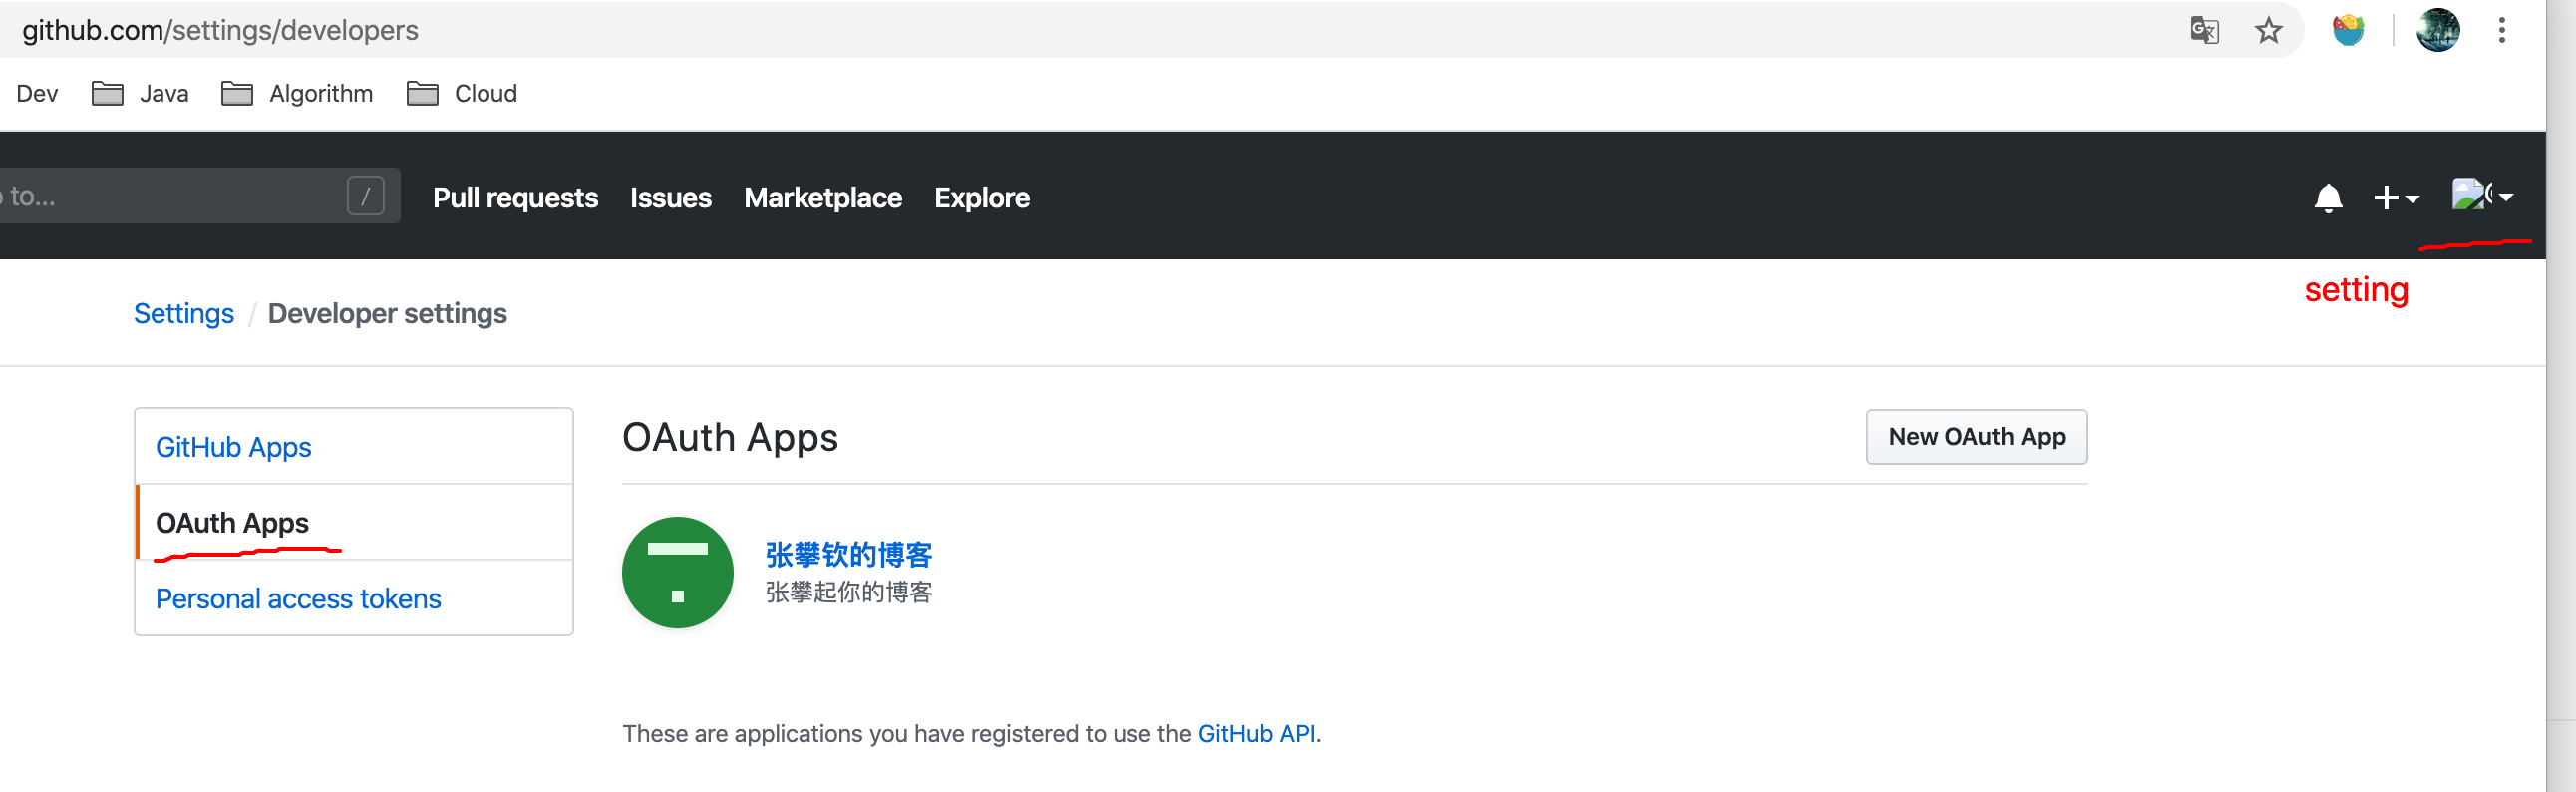 github.com/settings/developers
Dev Java Algorithm Cloud
to... / Pull requests Issues Marketplace Explore
setting
Settings / Developer settings
GitHub Apps
OAuth Apps
Personal access tokens
OAuth Apps
New OAuth App
张攀钦的博客
张攀起你的博客
These are applications you have registered to use the GitHub API.